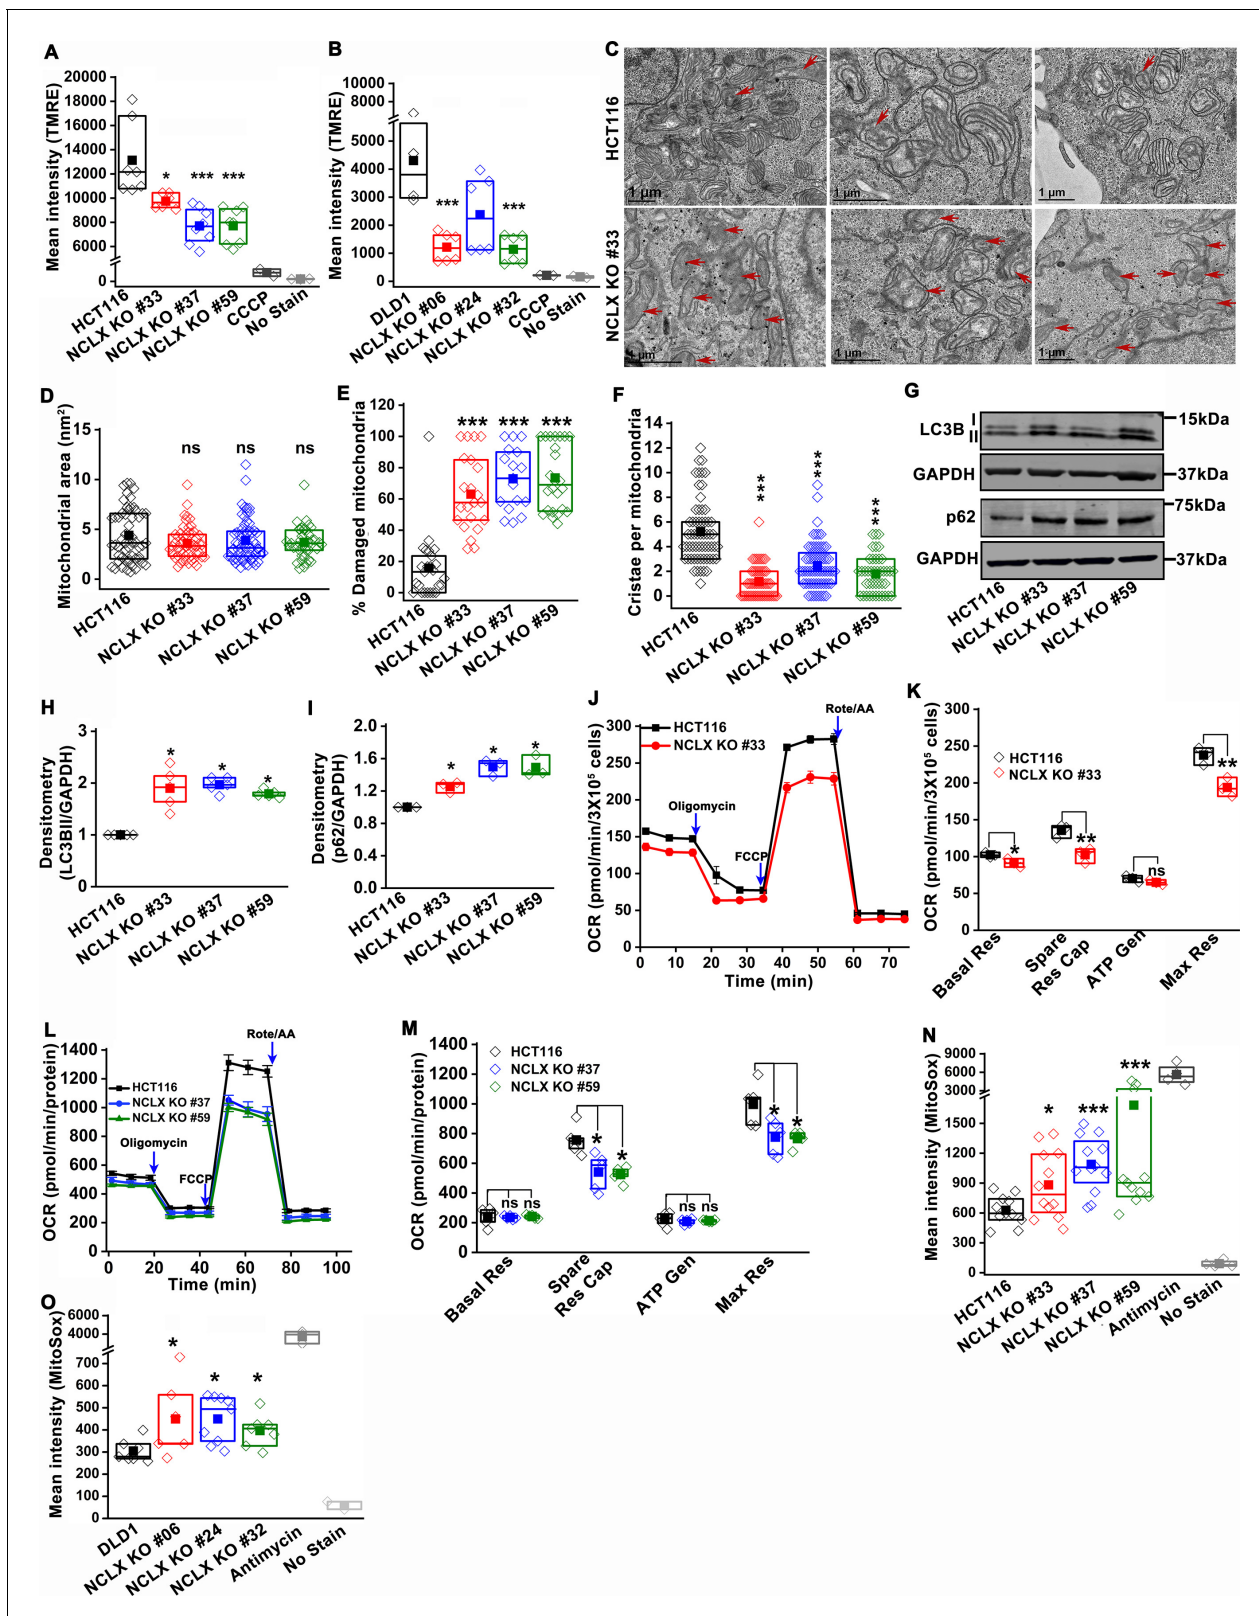 A
Mean intensity (TMRE)
20000
18000
16000
14000
12000
10000
8000
6000
0
*
***
***
HCT116
NCLX KO #33
NCLX KO #37
NCLX KO #59
CCCP
No Stain
B
Mean intensity (TMRE)
10000
8000
6000
5000
4000
3000
2000
1000
0
***
***
DLD1
NCLX KO #06
NCLX KO #24
NCLX KO #32
CCCP
No Stain
C
HCT116
NCLX KO #33
1 µm
1 µm
1 µm
1 µm
1 µm
1 µm
D
Mitochondrial area (nm²)
15
10
5
0
ns
ns
ns
HCT116
NCLX KO #33
NCLX KO #37
NCLX KO #59
E
% Damaged mitochondria
120
100
80
60
40
20
0
***
***
***
HCT116
NCLX KO #33
NCLX KO #37
NCLX KO #59
F
Cristae per mitochondria
14
12
10
8
6
4
2
0
***
***
***
HCT116
NCLX KO #33
NCLX KO #37
NCLX KO #59
G
LC3B
I
II
15kDa
GAPDH
37kDa
75kDa
p62
GAPDH
37kDa
HCT116
NCLX KO #33
NCLX KO #37
NCLX KO #59
H
Densitometry
(LC3BII/GAPDH)
3
2
1
0
*
*
*
HCT116
NCLX KO #33
NCLX KO #37
NCLX KO #59
I
Densitometry
(p62/GAPDH)
2.0
1.6
1.2
0.8
0.4
0.0
*
*
*
HCT116
NCLX KO #33
NCLX KO #37
NCLX KO #59
J
OCR (pmol/min/3X10⁵ cells)
300
250
200
150
100
50
0
HCT116
NCLX KO #33
Rote/AA
Oligomycin
FCCP
0 10 20 30 40 50 60 70
Time (min)
K
OCR (pmol/min/3X10⁵ cells)
300
250
200
150
100
50
0
HCT116
NCLX KO #33
*
**
ns
**
Basal Res
Spare
Res Cap
ATP Gen
Max Res
L
OCR (pmol/min/protein)
1400
1200
1000
800
600
400
200
0
Rote/AA
HCT116
NCLX KO #37
NCLX KO #59
Oligomycin
FCCP
0 20 40 60 80 100
Time (min)
M
OCR (pmol/min/protein)
1400
1200
1000
800
600
400
200
0
HCT116
NCLX KO #37
NCLX KO #59
ns ns
*
*
ns ns
*
*
Basal Res
Spare
Res Cap
ATP Gen
Max Res
N
Mean intensity (MitoSox)
9000
6000
3000
1500
1200
900
600
300
0
*
***
***
HCT116
NCLX KO #33
NCLX KO #37
NCLX KO #59
Antimycin
No Stain
O
Mean intensity (MitoSox)
6000
4000
2000
700
600
500
400
300
200
100
0
*
*
*
DLD1
NCLX KO #06
NCLX KO #24
NCLX KO #32
Antimycin
No Stain